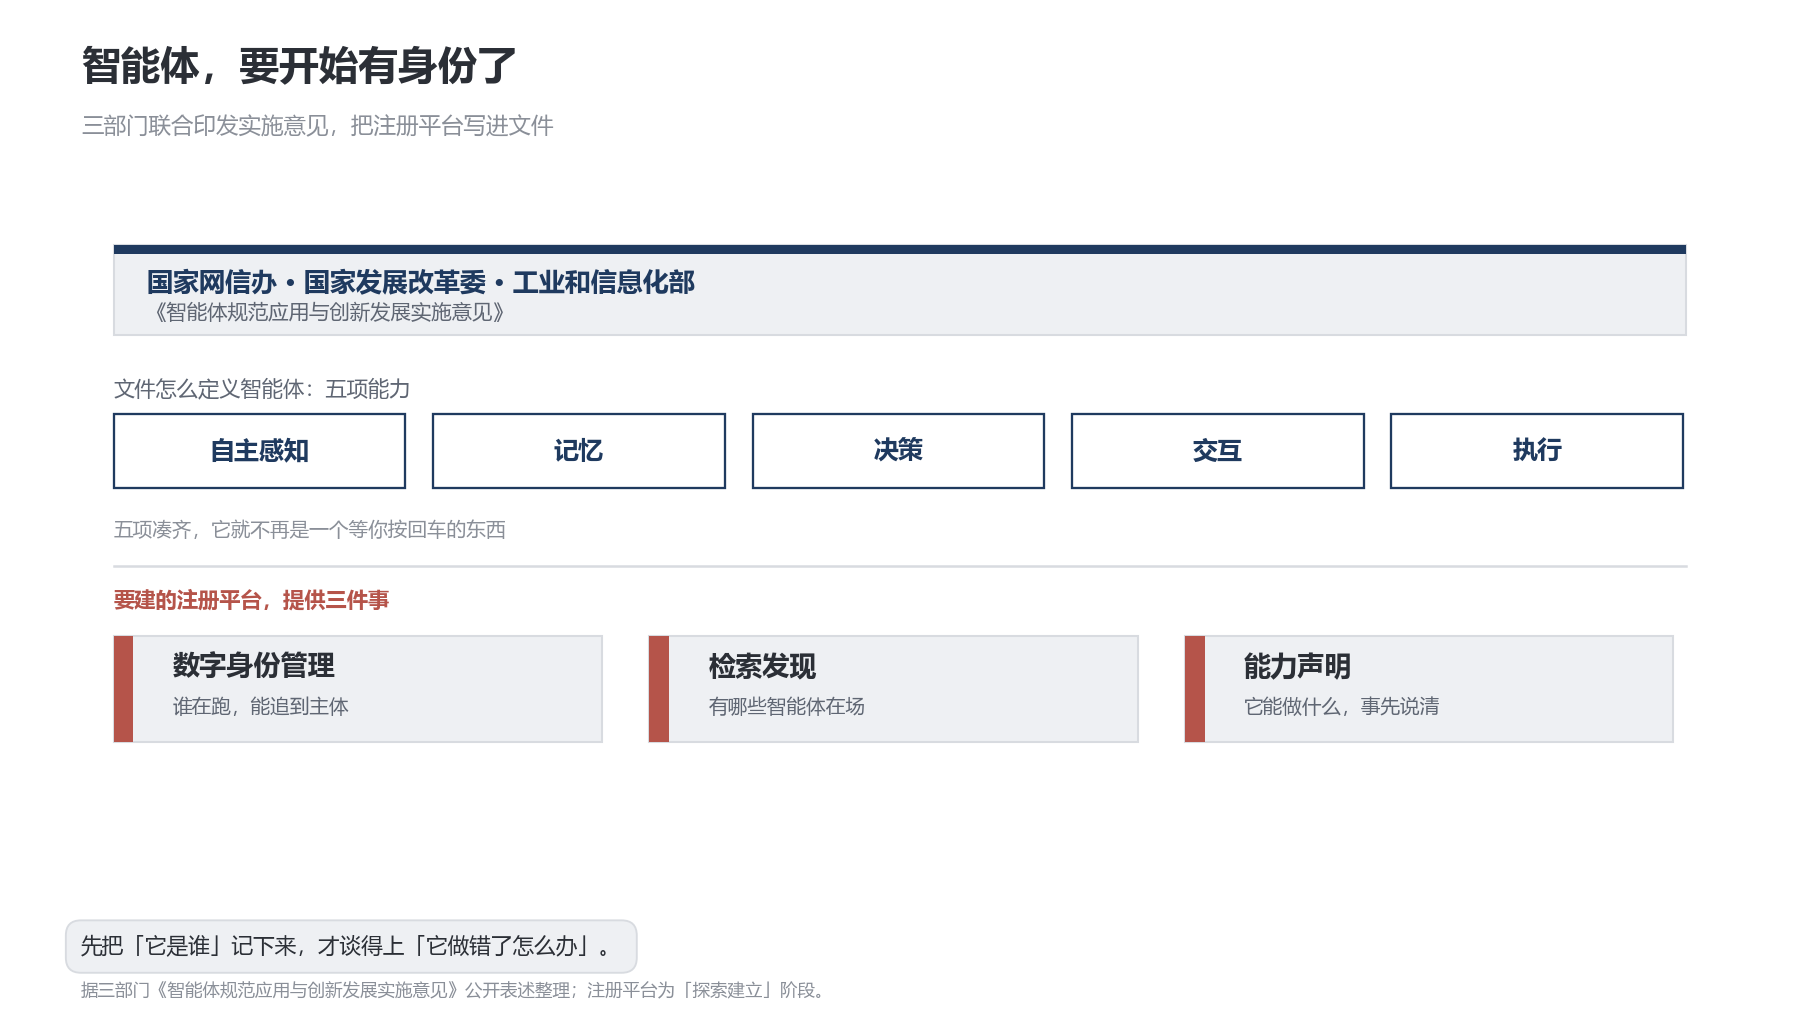 智能体，要开始有身份了
三部门联合印发实施意见，把注册平台写进文件
国家网信办·国家发展改革委·工业和信息化部
《智能体规范应用与创新发展实施意见》
文件怎么定义智能体：五项能力
自主感知 记忆 决策 交互 执行
五项凑齐，它就不再是一个等你按回车的东西
要建的注册平台，提供三件事
数字身份管理 检索发现 能力声明
谁在跑，能追到主体 有哪些智能体在场 它能做什么，事先说清
先把「它是谁」记下来，才谈得上「它做错了怎么办」。
据三部门《智能体规范应用与创新发展实施意见》公开表述整理；注册平台为「探索建立」阶段。